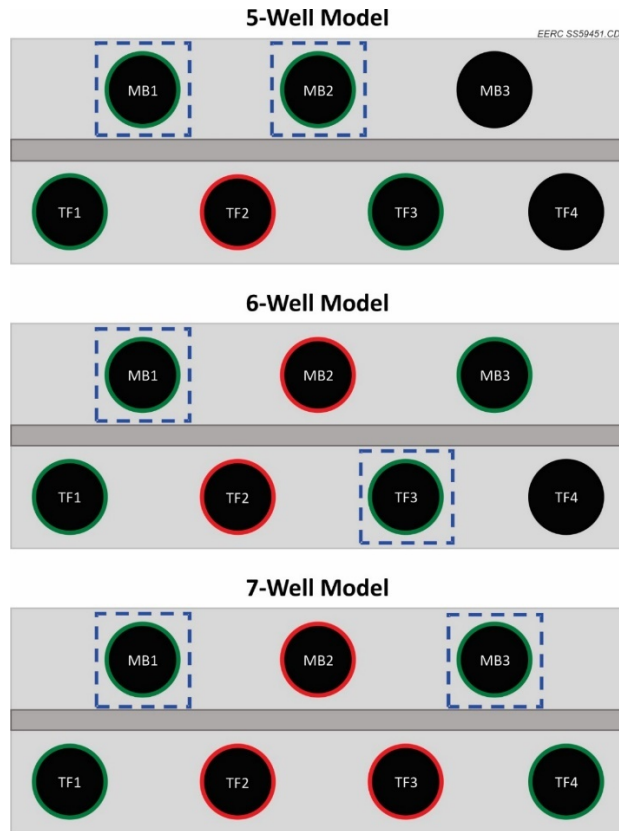 5-Well Model
EERC SS59451.CD
MB1 MB2 MB3
TF1 TF2 TF3 TF4
6-Well Model
MB1 MB2 MB3
TF1 TF2 TF3 TF4
7-Well Model
MB1 MB2 MB3
TF1 TF2 TF3 TF4